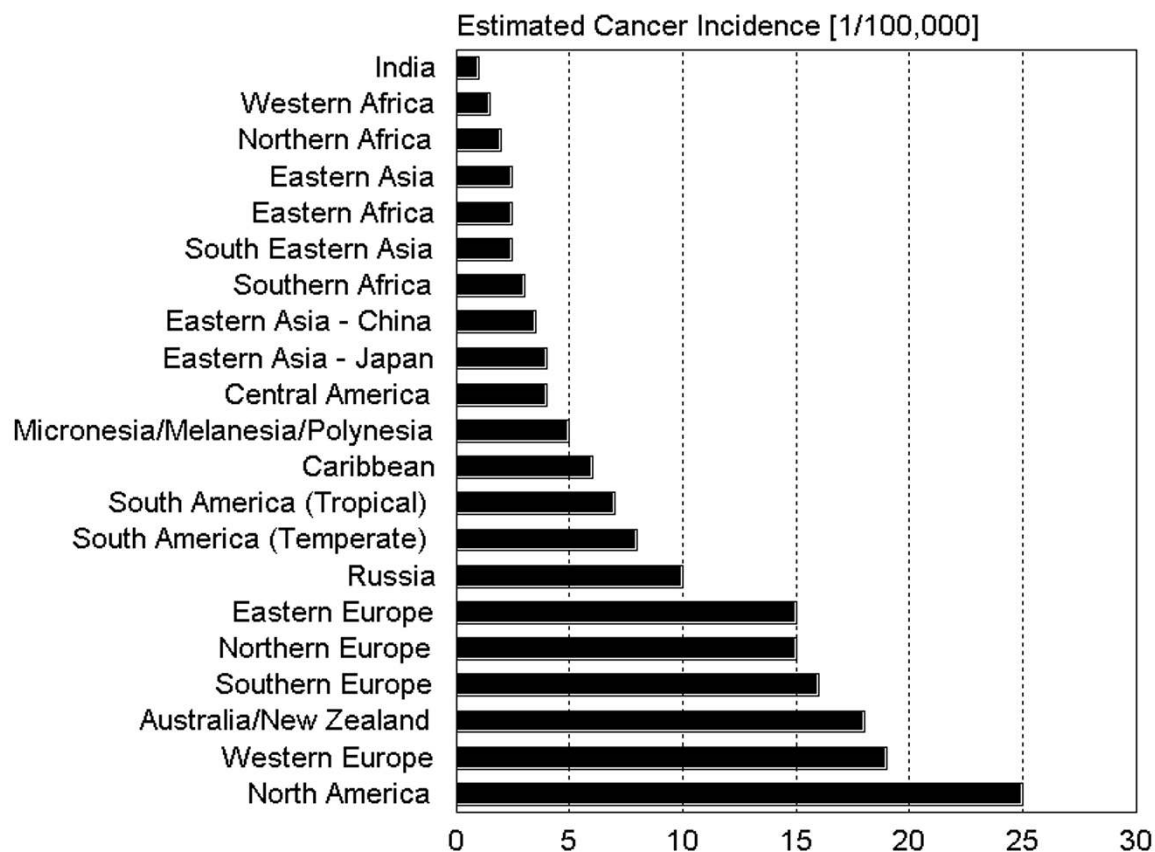 Estimated Cancer Incidence [1/100,000]
India
Western Africa
Northern Africa
Eastern Asia
Eastern Africa
South Eastern Asia
Southern Africa
Eastern Asia - China
Eastern Asia - Japan
Central America
Micronesia/Melanesia/Polynesia
Caribbean
South America (Tropical)
South America (Temperate)
Russia
Eastern Europe
Northern Europe
Southern Europe
Australia/New Zealand
Western Europe
North America
0 5 10 15 20 25 30